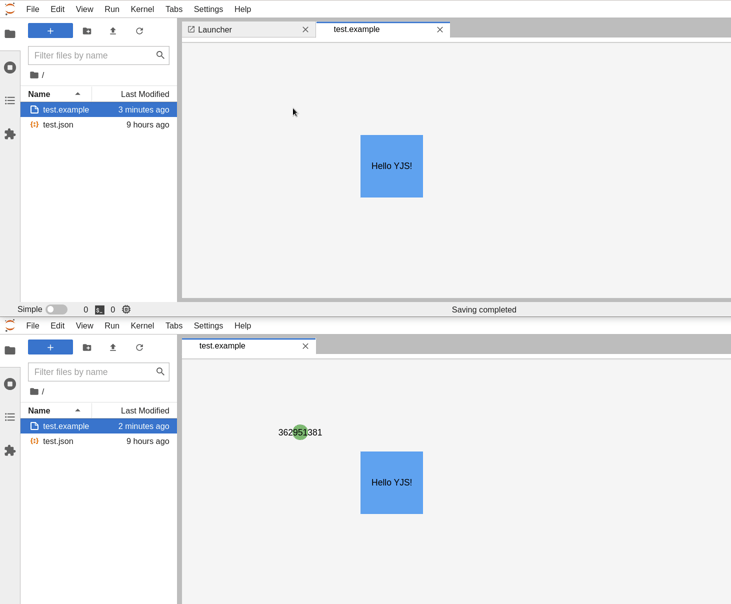 File Edit View Run Kernel Tabs Settings Help
Launcher test.example
Filter files by name
/
Name Last Modified
test.example 3 minutes ago
test.json 9 hours ago
Hello YJS!
Simple 0 0 Saving completed
File Edit View Run Kernel Tabs Settings Help
test.example
Filter files by name
/
Name Last Modified
test.example 2 minutes ago
test.json 9 hours ago
362951381
Hello YJS!